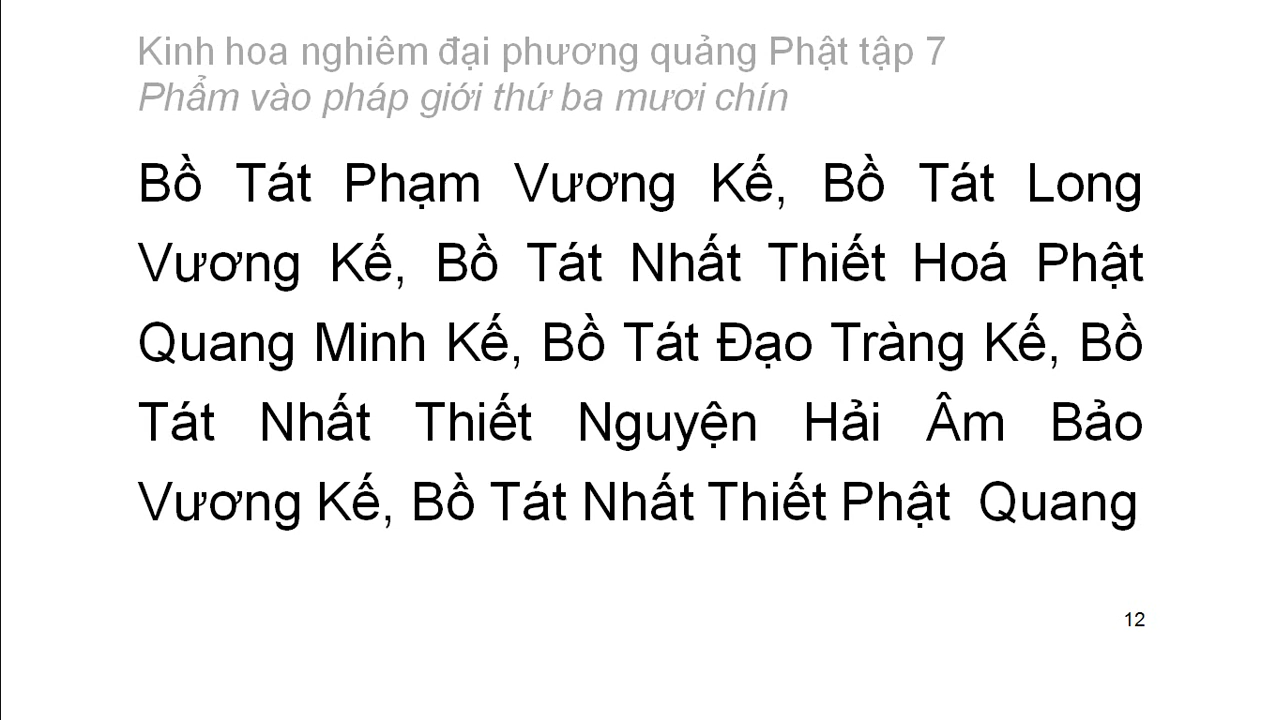 Kinh hoa nghiêm đại phương quảng Phật tập 7
Phẩm vào pháp giới thứ ba mươi chín
Bồ Tát Phạm Vương Kế, Bồ Tát Long
Vương Kế, Bồ Tát Nhất Thiết Hoá Phật
Quang Minh Kế, Bồ Tát Đạo Tràng Kế, Bồ
Tát Nhất Thiết Nguyện Hải Âm Bảo
Vương Kế, Bồ Tát Nhất Thiết Phật Quang
12